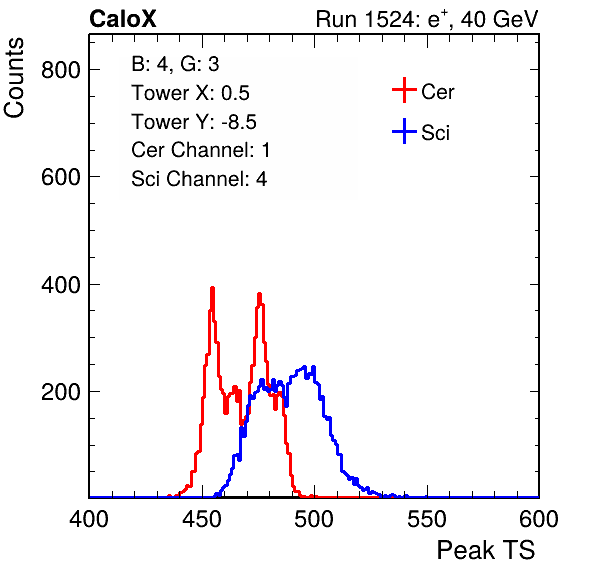 CaloX Run 1524: e⁺, 40 GeV
Counts
B: 4, G: 3
Tower X: 0.5
Tower Y: -8.5
Cer Channel: 1
Sci Channel: 4
Cer
Sci
800
600
400
200
400 450 500 550 600
Peak TS